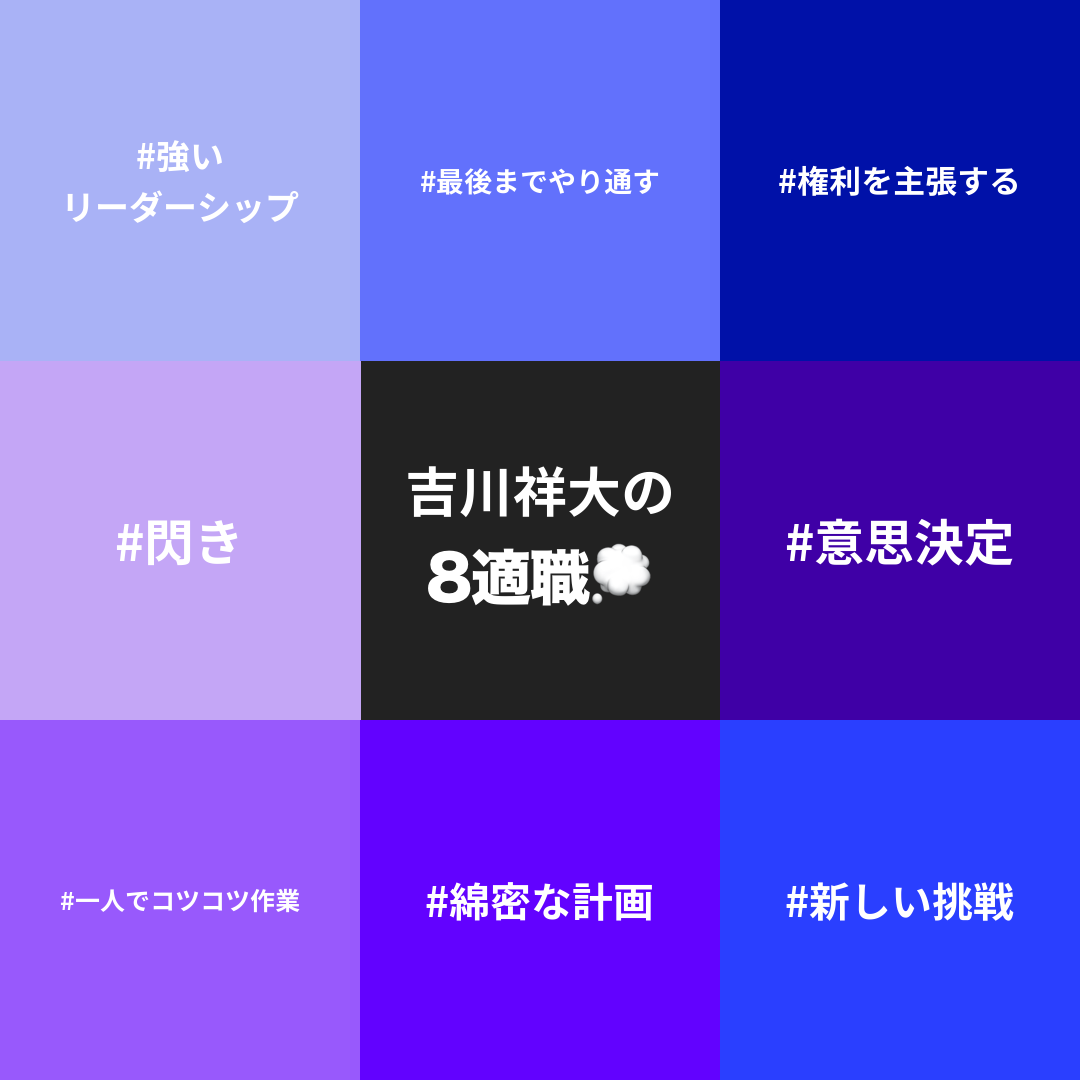 #強い
リーダーシップ
#最後までやり通す
#権利を主張する
#閃き
吉川祥大の
8適職💭
#意思決定
#一人でコツコツ作業
#綿密な計画
#新しい挑戦